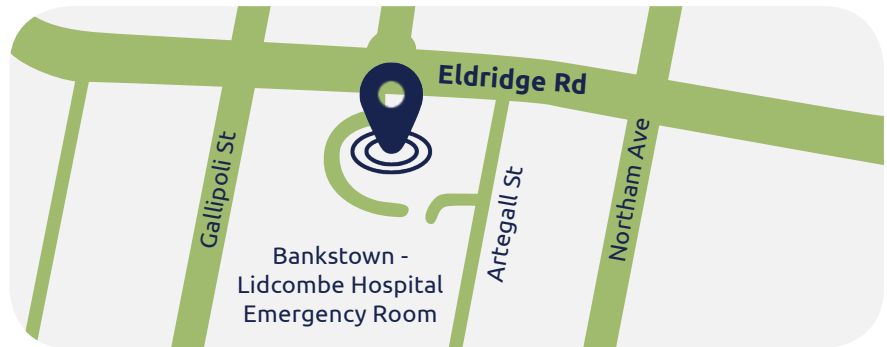 Eldridge Rd
Gallipoli St
Northam Ave
Artegall St
Bankstown -
Lidcombe Hospital
Emergency Room